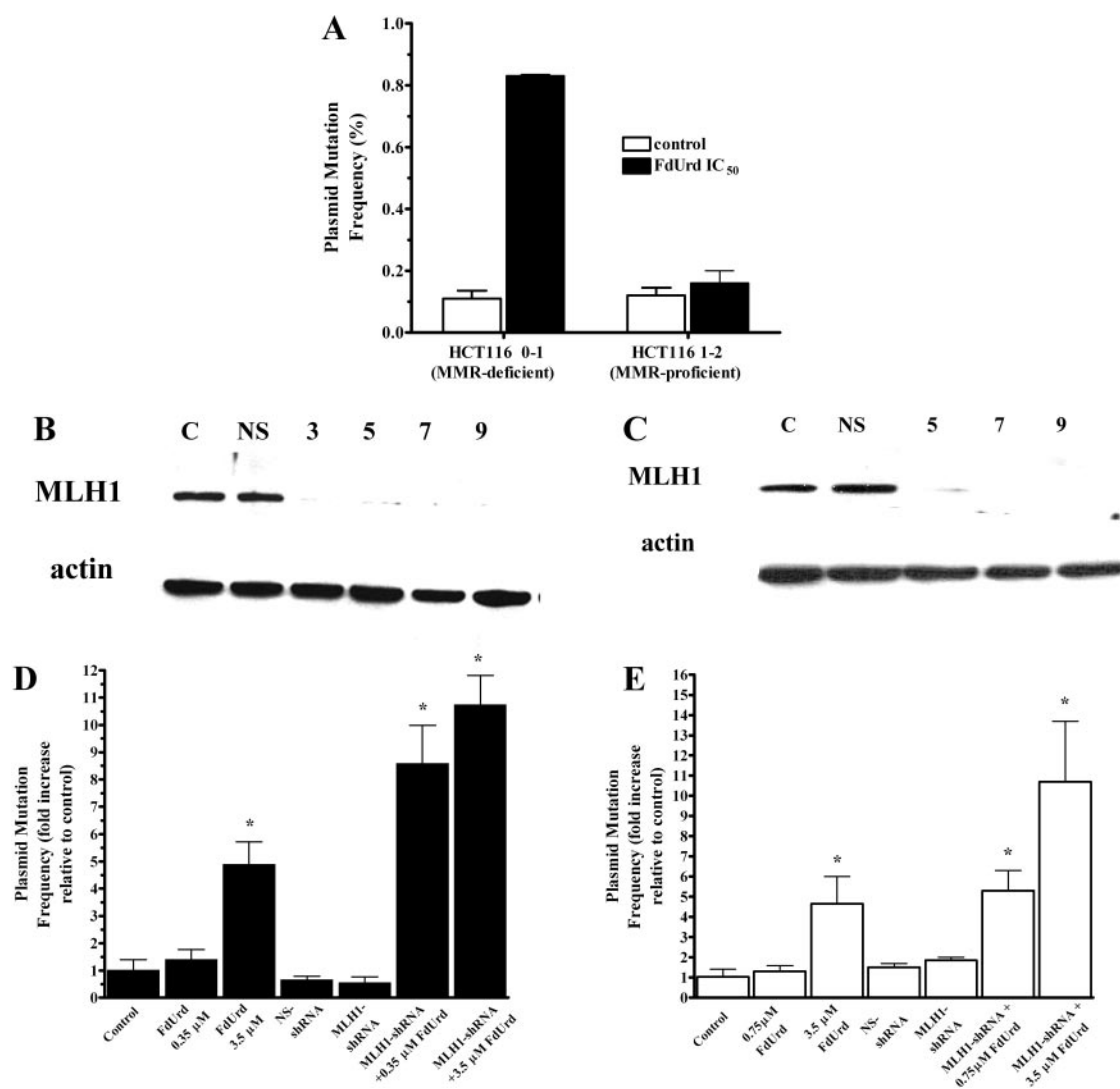 A
Plasmid Mutation
Frequency (%)
1.0
0.8
0.6
0.4
0.2
0.0
control
FdUrd IC50
HCT116 0-1
(MMR-deficient)
HCT116 1-2
(MMR-proficient)
B
C NS 3 5 7 9
MLH1
actin
C
C NS 5 7 9
MLH1
actin
D
Plasmid Mutation
Frequency (fold increase
relative to control)
12
11
10
9
8
7
6
5
4
3
2
1
0
*
*
*
Control
FdUrd
0.35 µM
FdUrd
3.5 µM
NS-
shRNA
MLH1-
shRNA
MLH1-shRNA
+0.35 µM FdUrd
MLH1-shRNA
+3.5 µM FdUrd
E
Plasmid Mutation
Frequency (fold increase
relative to control)
16
15
14
13
12
11
10
9
8
7
6
5
4
3
2
1
0
*
*
*
Control
0.75µM
FdUrd
3.5 µM
FdUrd
NS-
shRNA
MLH1-
shRNA
MLH1-shRNA +
0.75µM FdUrd
MLH1-shRNA +
3.5 µM FdUrd